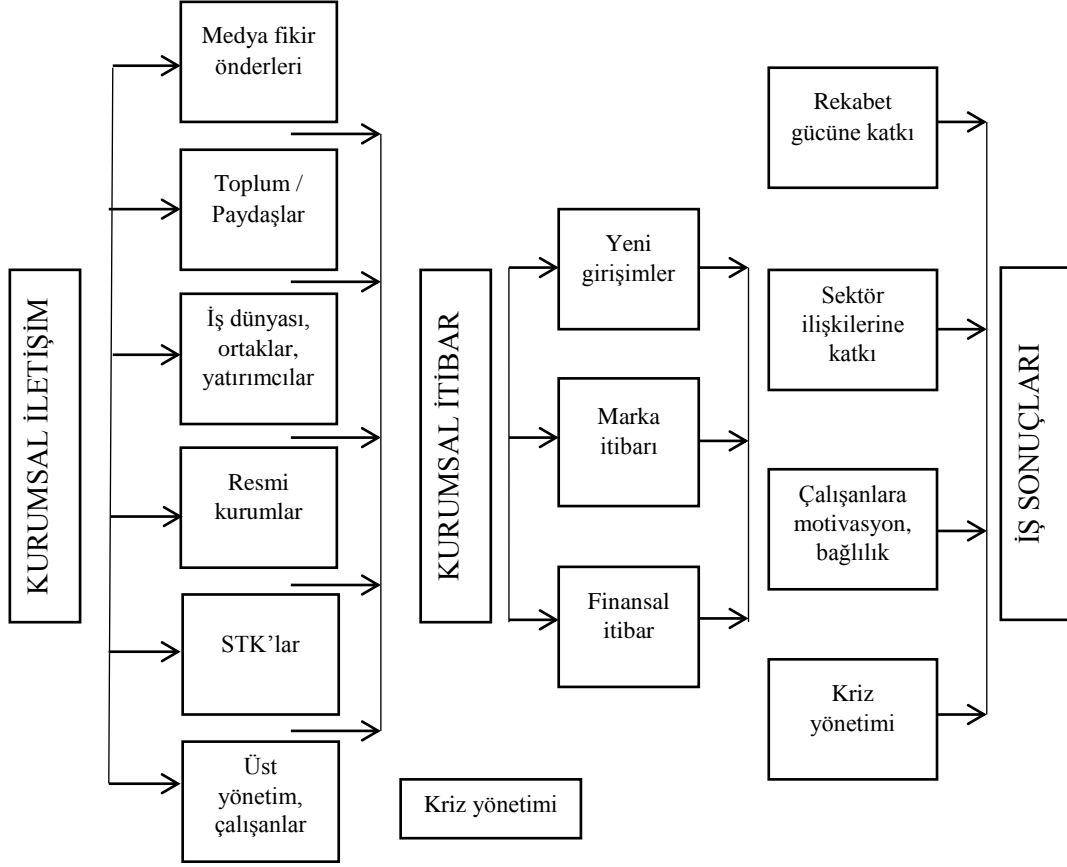 KURUMSAL İLETİŞİM
Medya fikir
önderleri
Toplum /
Paydaşlar
İş dünyası,
ortaklar,
yatırımcılar
Resmi
kurumlar
STK’lar
Üst
yönetim,
çalışanlar
KURUMSAL İTİBAR
Kriz yönetimi
Yeni
girişimler
Marka
itibarı
Finansal
itibar
Rekabet
gücüne katkı
Sektör
ilişkilerine
katkı
Çalışanlara
motivasyon,
bağlılık
Kriz
yönetimi
İŞ SONUÇLARI